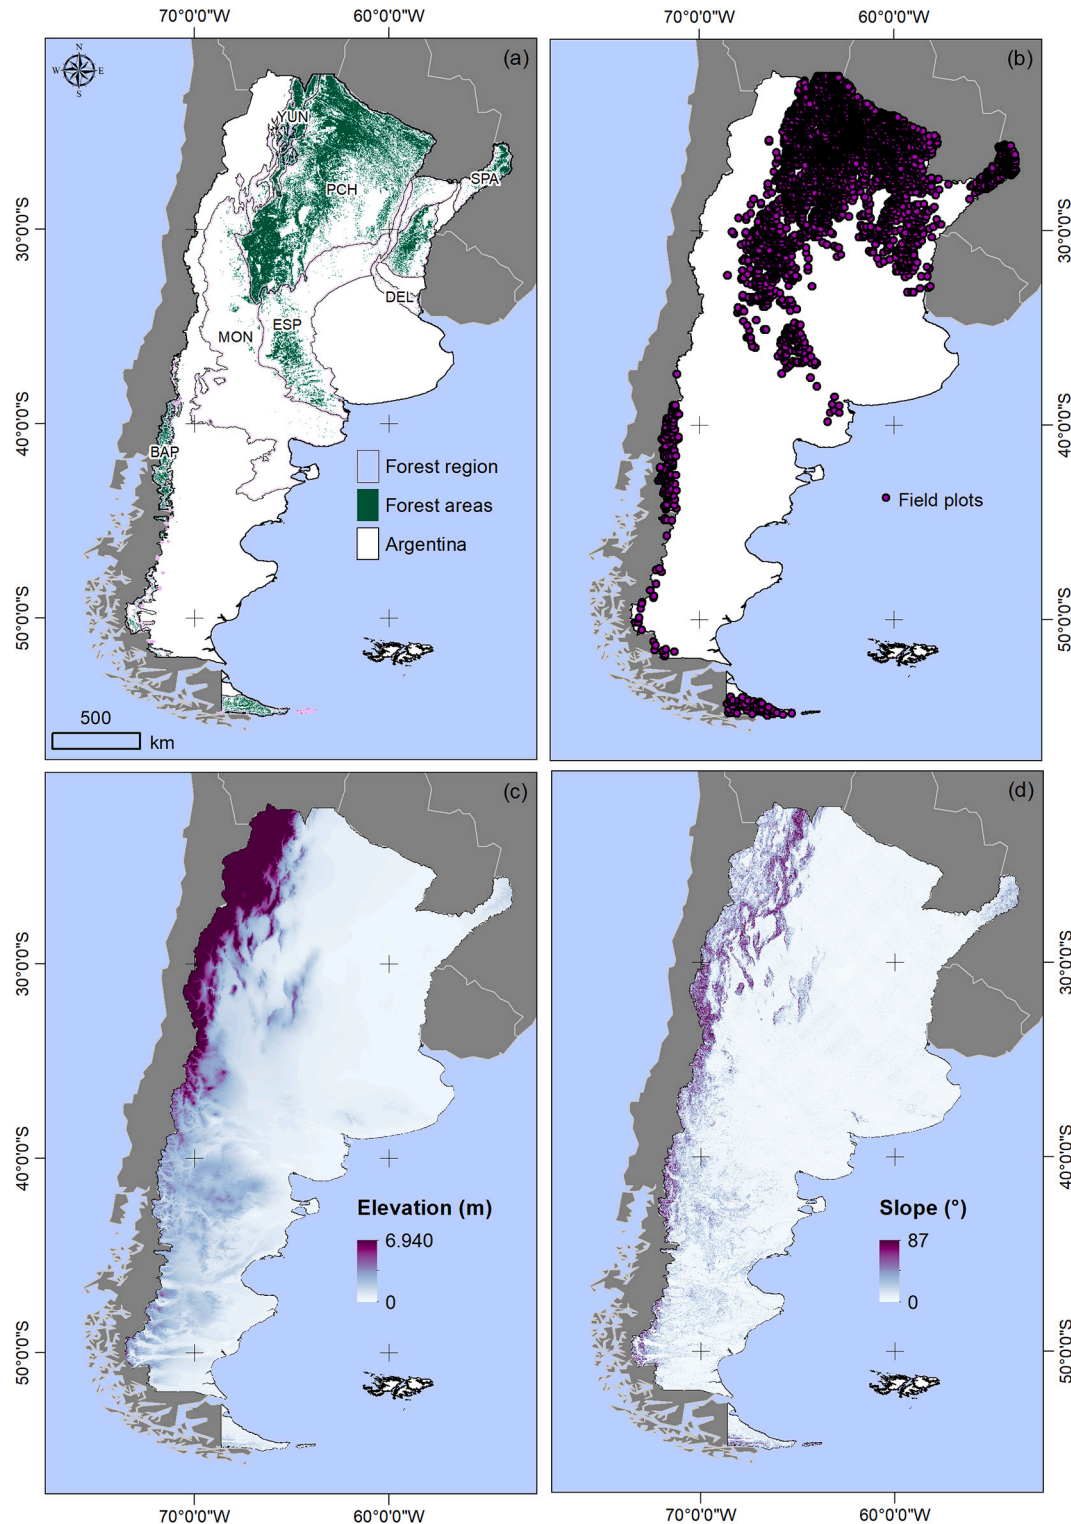 70°0'0"W 60°0'0"W 70°0'0"W 60°0'0"W
(a)
N
W E
S
YUN
PCH
SPA
DEL
MON
ESP
BAP
30°0'0"S
40°0'0"S
50°0'0"S
Forest region
Forest areas
Argentina
500
km
(b)
Field plots
30°0'0"S
40°0'0"S
50°0'0"S
(c)
30°0'0"S
40°0'0"S
50°0'0"S
Elevation (m)
6.940
0
(d)
Slope (°)
87
0
30°0'0"S
40°0'0"S
50°0'0"S
70°0'0"W 60°0'0"W 70°0'0"W 60°0'0"W